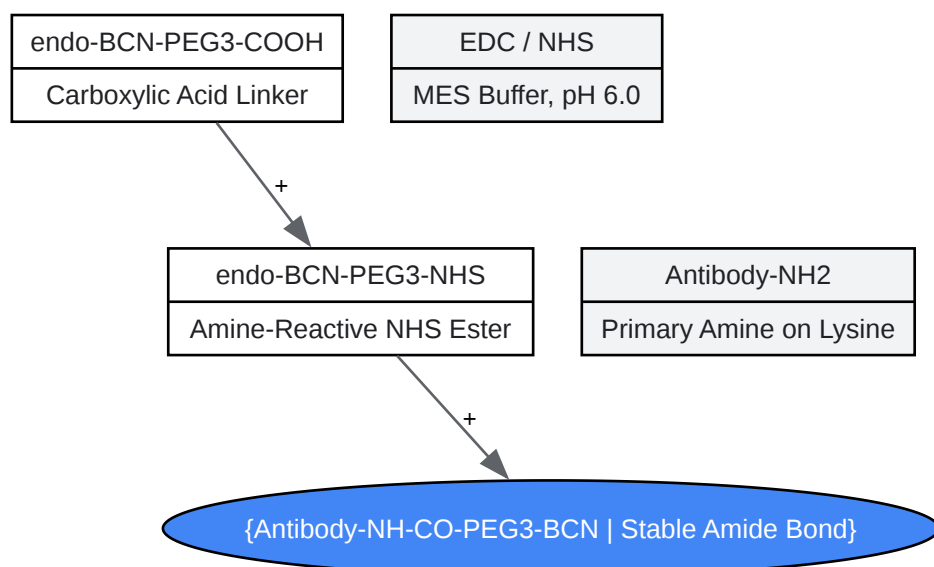 endo-BCN-PEG3-COOH
Carboxylic Acid Linker
EDC / NHS
MES Buffer, pH 6.0
+
endo-BCN-PEG3-NHS
Amine-Reactive NHS Ester
Antibody-NH2
Primary Amine on Lysine
+
{Antibody-NH-CO-PEG3-BCN | Stable Amide Bond}